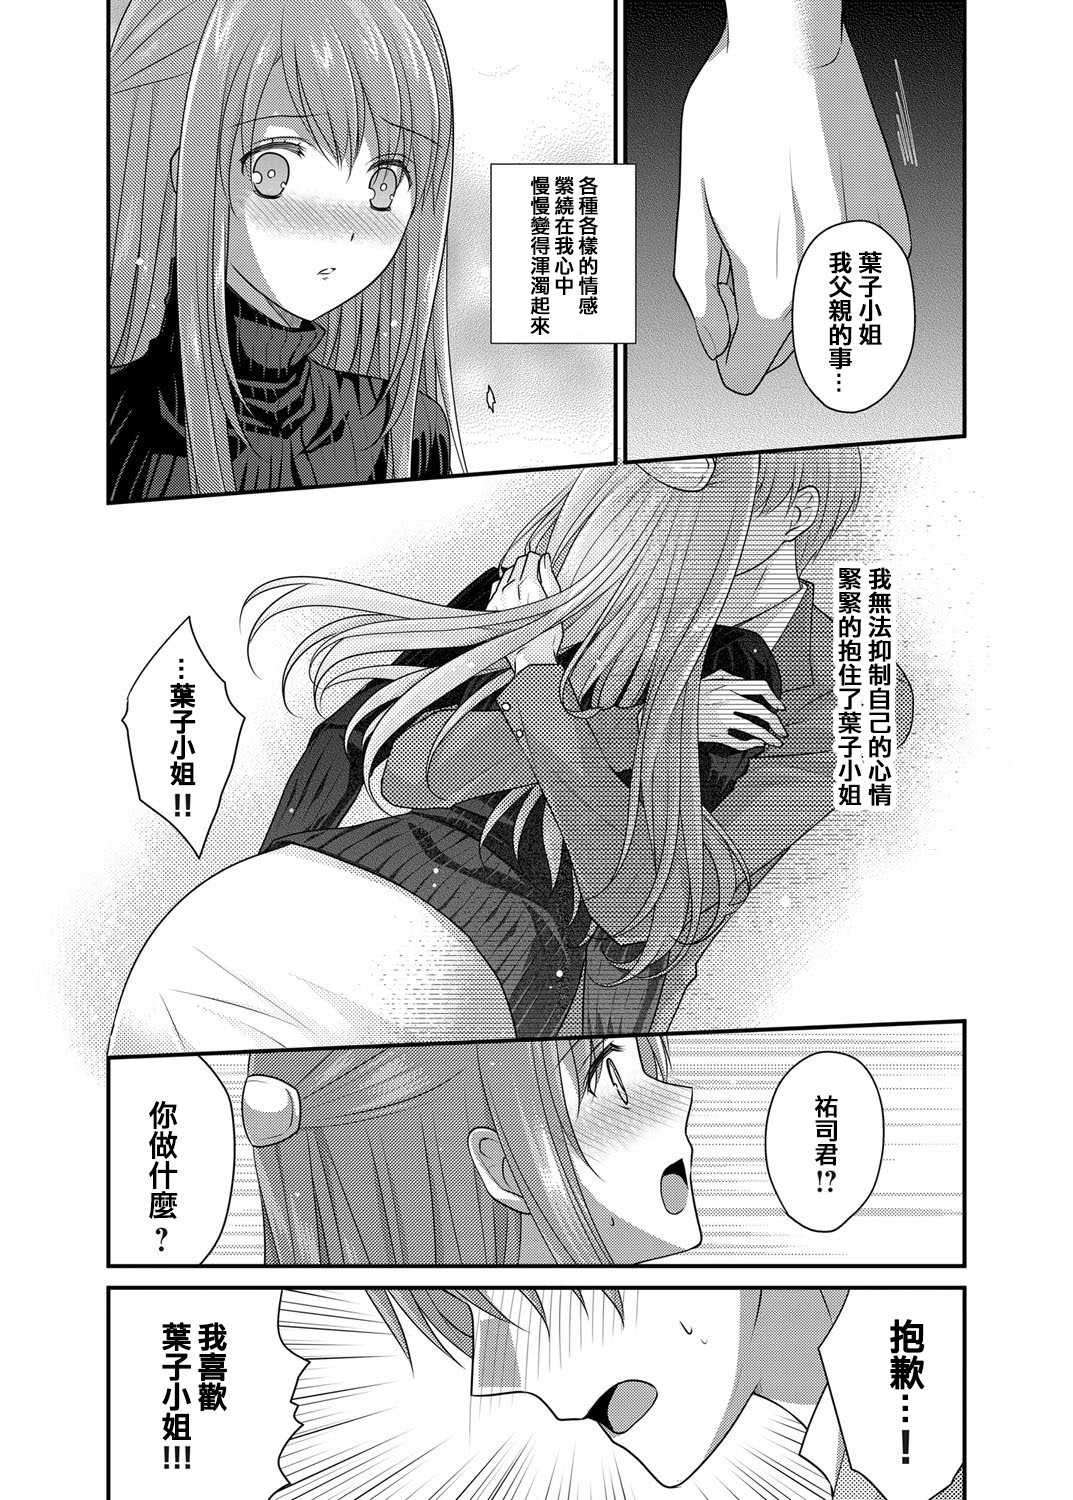 葉子小姐
我父親的事…
各種各樣的情感
縈繞在我心中
慢慢變得渾濁起來
我無法抑制自己的心情
緊緊的抱住了葉子小姐
…葉子小姐!!
祐司君!?
你做什麼?
抱歉…!
我喜歡
葉子小姐!!!